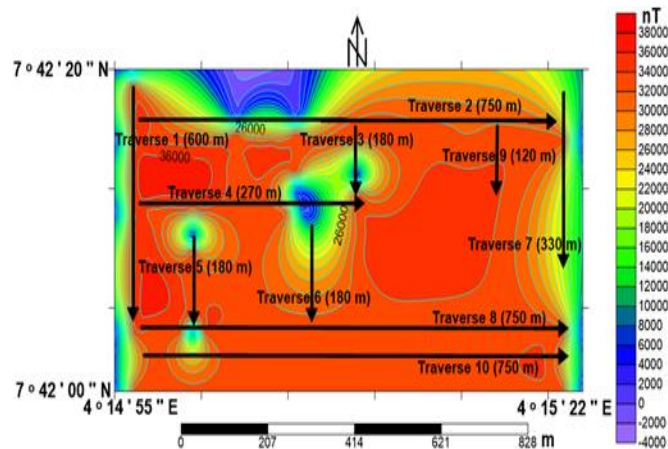 N
nT
7 º 42 ' 20 " N
Traverse 2 (750 m)
26000
Traverse 1 (600 m)
Traverse 3 (180 m)
36000
Traverse 9 (120 m)
Traverse 4 (270 m)
26000
Traverse 7 (330 m)
Traverse 5 (180 m)
Traverse 6 (180 m)
Traverse 8 (750 m)
Traverse 10 (750 m)
7 º 42 ' 00 " N
4 º 14 ' 55 " E
4 º 15 ' 22 " E
0
207
414
621
828
m
38000
36000
34000
32000
30000
28000
26000
24000
22000
20000
18000
16000
14000
12000
10000
8000
6000
4000
2000
0
-2000
-4000